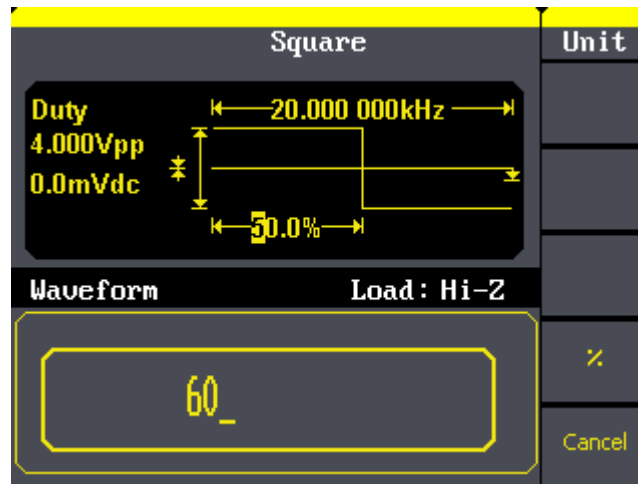 Square
Unit
Duty
20.000 000kHz
4.000Vpp
0.0mVdc
50.0%
Waveform
Load: Hi-Z
60_
%
Cancel